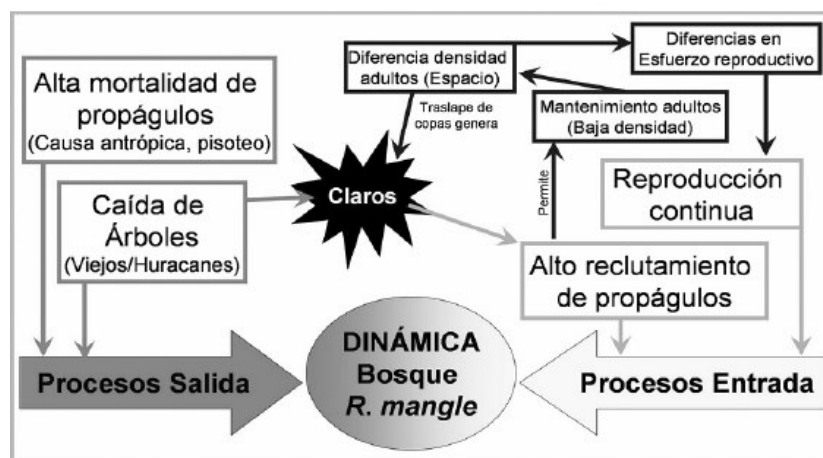 Alta mortalidad de
propágulos
(Causa antrópica, pisoteo)
Caída de
Árboles
(Viejos/Huracanes)
Diferencia densidad
adultos (Espacio)
Traslape de
copas genera
Claros
Diferencias en
Esfuerzo reproductivo
Mantenimiento adultos
(Baja densidad)
Permite
Reproducción
continua
Alto reclutamiento
de propágulos
Procesos Salida
DINÁMICA
Bosque
R. mangle
Procesos Entrada